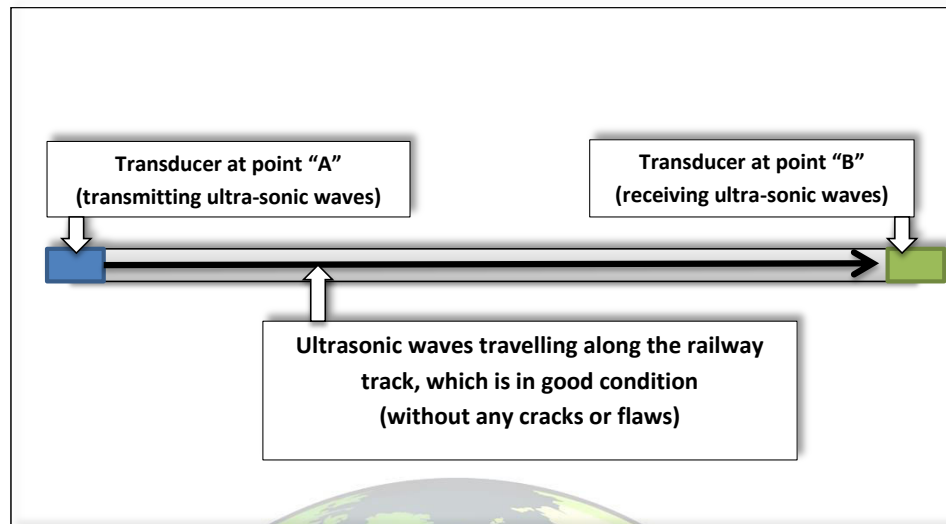 Transducer at point “A”
(transmitting ultra-sonic waves)
Transducer at point “B”
(receiving ultra-sonic waves)
Ultrasonic waves travelling along the railway
track, which is in good condition
(without any cracks or flaws)